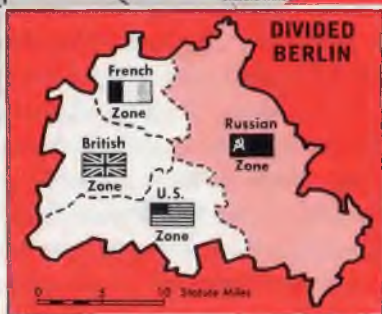 DIVIDED
BERLIN
French
Zone
Russian
Zone
British
Zone
U.S.
Zone
0 5 10 Statute Miles